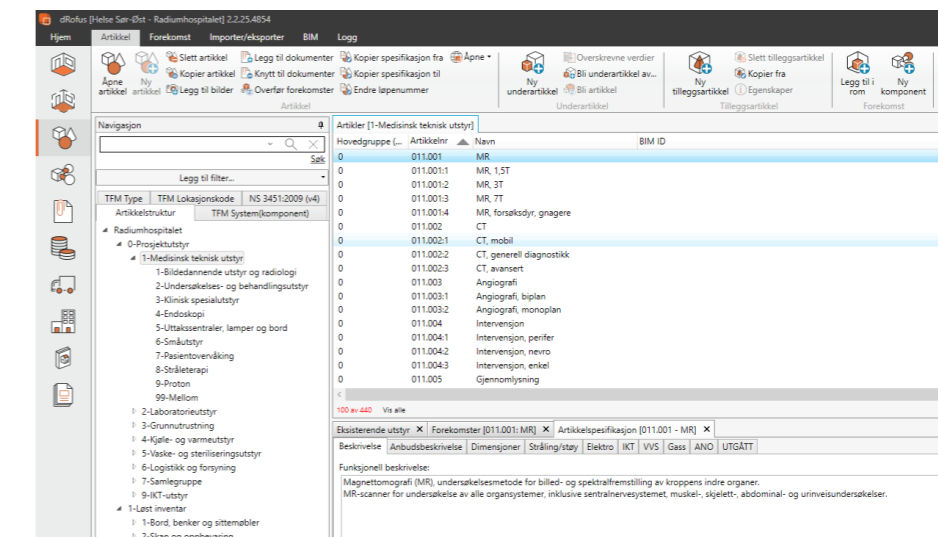 dRofus [Helse Sør-Øst - Radiumhospitalet] 2.2.25.4854
Hjem Artikkel Forekomst Importer/eksporter BIM Logg
Åpne artikkel
Ny artikkel
Slett artikkel
Kopier artikkel
Legg til bilder
Legg til dokumenter
Knytt til dokumenter
Overfør forekomster
Kopier spesifikasjon fra
Kopier spesifikasjon til
Endre løpenummer
Åpne
Artikkel
Ny underartikkel
Overskrevne verdier
Bli underartikkel av...
Bli artikkel
Underartikkel
Ny tilleggsartikkel
Slett tilleggsartikkel
Kopier fra
Egenskaper
Tilleggsartikkel
Legg til i rom
Ny komponent
Forekomst
Navigasjon
Søk
Legg til filter...
TFM Type TFM Lokasjonskode NS 3451:2009 (v4)
Artikkelstruktur TFM System(komponent)
Radiumhospitalet
0-Prosjektutstyr
1-Medisinsk teknisk utstyr
1-Bildedannende utstyr og radiologi
2-Undersøkelses- og behandlingsutstyr
3-Klinisk spesialutstyr
4-Endoskopi
5-Uttakssentraler, lamper og bord
6-Småutstyr
7-Pasientovervåking
8-Stråleterapi
9-Proton
99-Mellom
2-Laboratorieutstyr
3-Grunnutrustning
4-Kjøle- og varmeutstyr
5-Vaske- og steriliseringsutstyr
6-Logistikk og forsyning
7-Samlegruppe
9-IKT-utstyr
1-Løst inventar
1-Bord, benker og sittemøbler
2-Skap og oppbevaring
Artikler [1-Medisinsk teknisk utstyr]
Hovedgruppe (... Artikkelnr Navn BIM ID
0 011.001 MR
0 011.001:1 MR, 1,5T
0 011.001:2 MR, 3T
0 011.001:3 MR, 7T
0 011.001:4 MR, forsøksdyr, gnagere
0 011.002 CT
0 011.002:1 CT, mobil
0 011.002:2 CT, generell diagnostikk
0 011.002:3 CT, avansert
0 011.003 Angiografi
0 011.003:1 Angiografi, biplan
0 011.003:2 Angiografi, monoplan
0 011.004 Intervensjon
0 011.004:1 Intervensjon, perifer
0 011.004:2 Intervensjon, nevro
0 011.004:3 Intervensjon, enkel
0 011.005 Gjennomlysning
100 av 440 Vis alle
Eksisterende utstyr X Forekomster [011.001: MR] X Artikkelspesifikasjon [011.001 - MR] X
Beskrivelse Anbudsbeskrivelse Dimensjoner Stråling/støy Elektro IKT VVS Gass ANO UTGÅTT
Funksjonell beskrivelse:
Magnettomografi (MR), undersøkelsesmetode for billed- og spektralfremstilling av kroppens indre organer.
MR-scanner for undersøkelse av alle organsystemer, inklusive sentralnervesystemet, muskel-, skjelett-, abdominal- og urinveisundersøkelser.